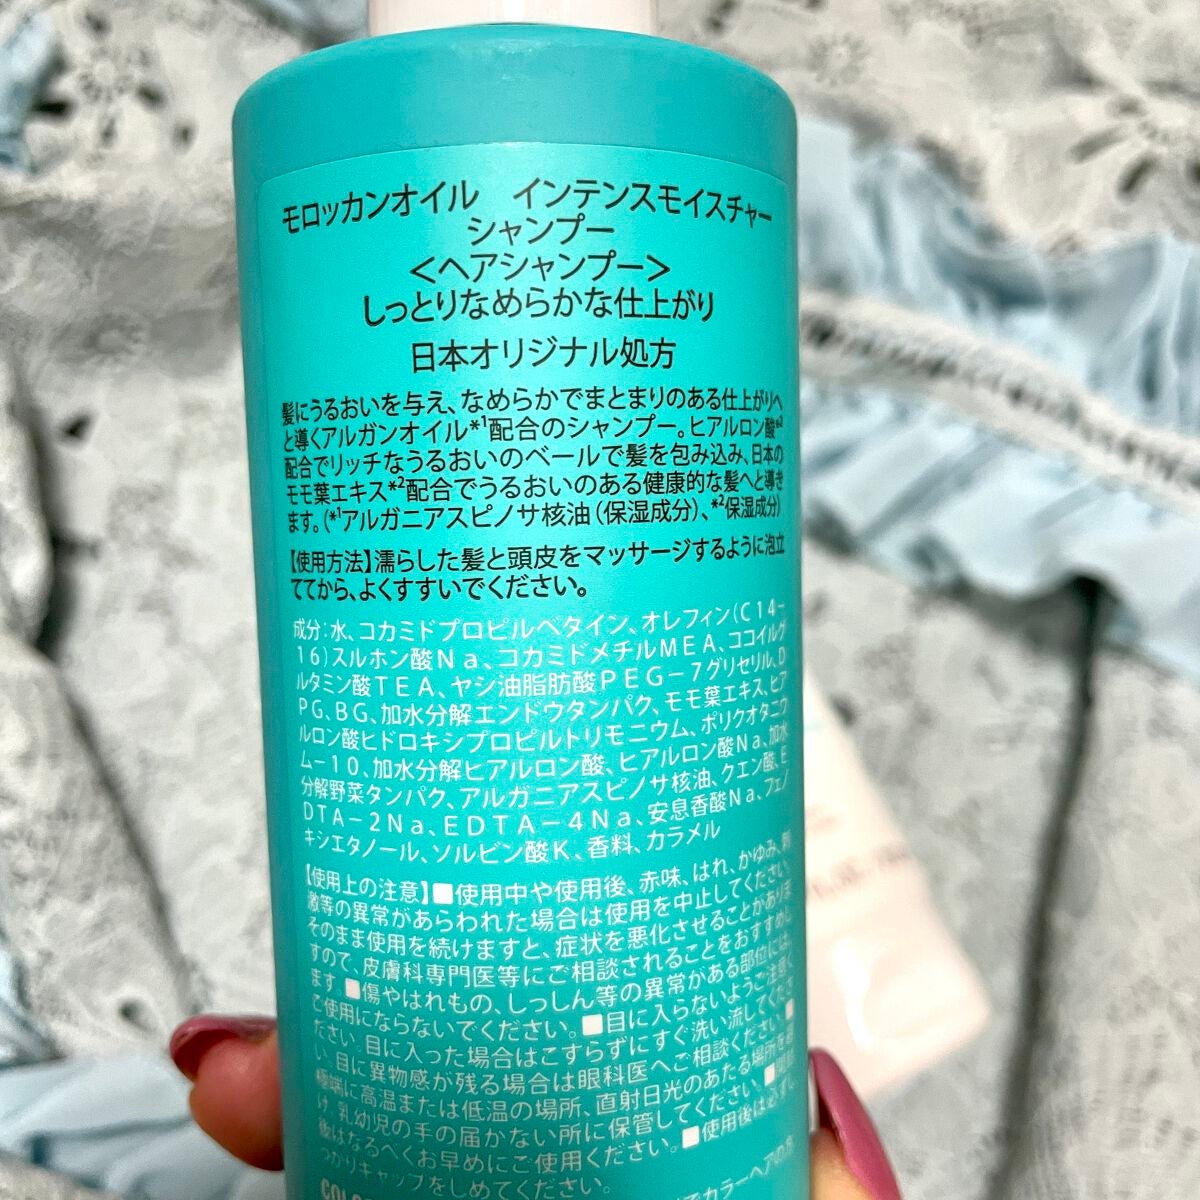 モロッカンオイル　インテンスモイスチャー
シャンプー
＜ヘアシャンプー＞
しっとりなめらかな仕上がり
日本オリジナル処方
髪にうるおいを与え、なめらかでまとまりのある仕上がりへ
と導くアルガンオイル*1配合のシャンプー。ヒアルロン酸*2
配合でリッチなうるおいのベールで髪を包み込み、日本の
モモ葉エキス*2配合でうるおいのある健康的な髪へと導き
ます。（*1アルガニアスピノサ核油（保湿成分）、*2保湿成分）
【使用方法】濡らした髪と頭皮をマッサージするように泡立
ててから、よくすすいでください。
成分：水、コカミドプロピルベタイン、オレフィン（Ｃ１４－
１６）スルホン酸Ｎａ、コカミドメチルＭＥＡ、ココイルグ
ルタミン酸ＴＥＡ、ヤシ油脂肪酸ＰＥＧ－７グリセリル、Ｄ
ＰＧ、ＢＧ、加水分解エンドウタンパク、モモ葉エキス、ヒア
ルロン酸ヒドロキシプロピルトリモニウム、ポリクオタニウ
ム－１０、加水分解ヒアルロン酸、ヒアルロン酸Ｎａ、加水
分解野菜タンパク、アルガニアスピノサ核油、クエン酸、Ｅ
ＤＴＡ－２Ｎａ、ＥＤＴＡ－４Ｎａ、安息香酸Ｎａ、フェノ
キシエタノール、ソルビン酸Ｋ、香料、カラメル
【使用上の注意】■使用中や使用後、赤味、はれ、かゆみ、刺
激等の異常があらわれた場合は使用を中止してください。
そのまま使用を続けますと、症状を悪化させることがありま
すので、皮膚科専門医等にご相談されることをおすすめし
ます。■傷やはれもの、しっしん等の異常がある部位には、
ご使用にならないでください。■目に入らないようご注意く
ださい。目に入った場合はこすらずにすぐ洗い流してくださ
い。目に異物感が残る場合は眼科医へご相談ください。■
極端に高温または低温の場所、直射日光のあたる場所を避
け、乳幼児の手の届かない所に保管してください。■
後はなるべくお早めにご使用ください。■使用後は必ずし
っかりキャップをしめてください。
でカラーヘアの方